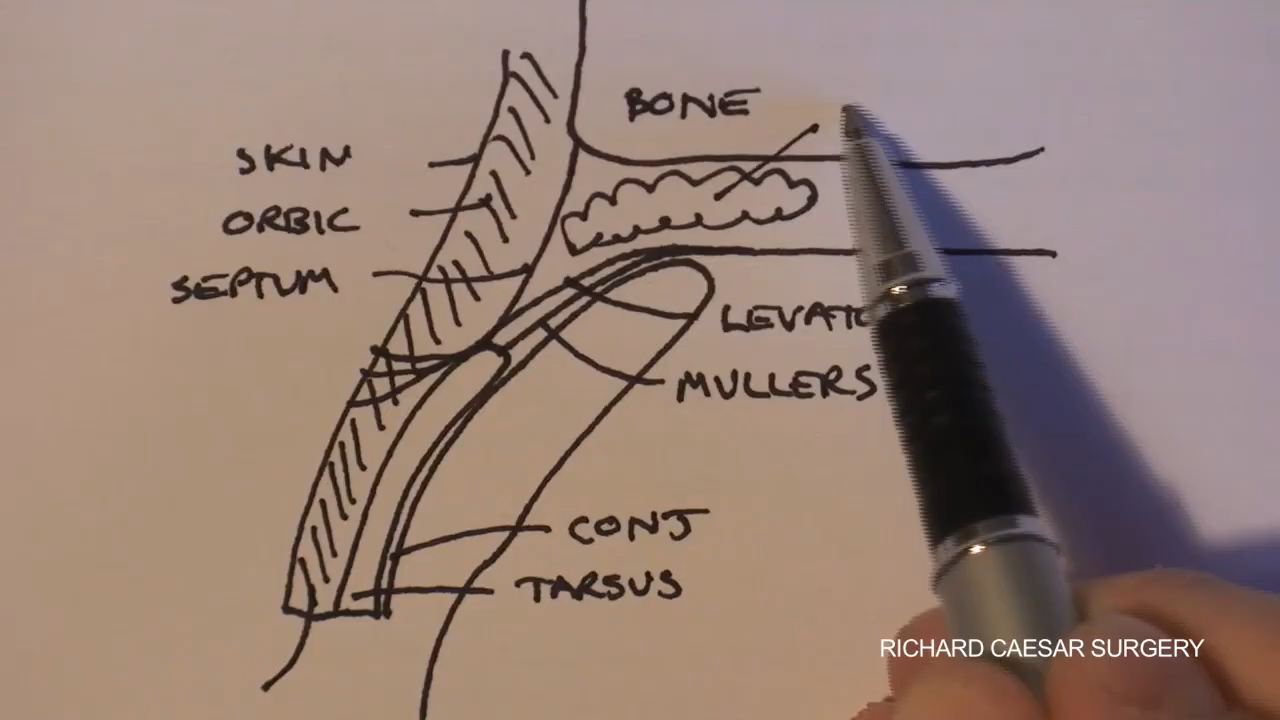 BONE
SKIN
ORBIC
SEPTUM
MULLERS
CONJ
TARSUS
RICHARD CAESAR SURGERY